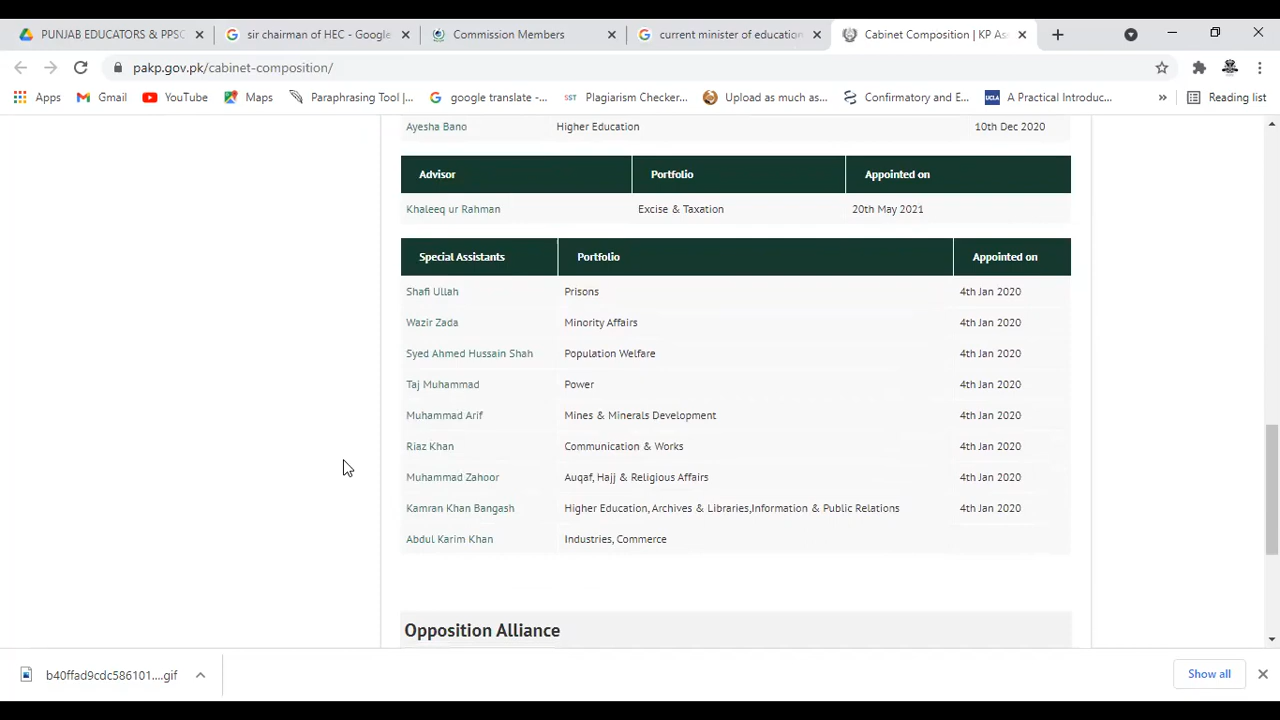 PUNJAB EDUCATORS & PPSC
sir chairman of HEC - Google
Commission Members
current minister of education
Cabinet Composition | KP Ass
pakp.gov.pk/cabinet-composition/
Apps
Gmail
YouTube
Maps
Paraphrasing Tool |...
google translate -...
SST Plagiarism Checker...
Upload as much as...
Confirmatory and E...
UCLA A Practical Introduc...
»
Reading list
Ayesha Bano Higher Education 10th Dec 2020
Advisor Portfolio Appointed on
Khaleeq ur Rahman Excise & Taxation 20th May 2021
Special Assistants Portfolio Appointed on
Shafi Ullah Prisons 4th Jan 2020
Wazir Zada Minority Affairs 4th Jan 2020
Syed Ahmed Hussain Shah Population Welfare 4th Jan 2020
Taj Muhammad Power 4th Jan 2020
Muhammad Arif Mines & Minerals Development 4th Jan 2020
Riaz Khan Communication & Works 4th Jan 2020
Muhammad Zahoor Auqaf, Hajj & Religious Affairs 4th Jan 2020
Kamran Khan Bangash Higher Education, Archives & Libraries,Information & Public Relations 4th Jan 2020
Abdul Karim Khan Industries, Commerce
Opposition Alliance
b40ffad9cdc586101....gif
Show all